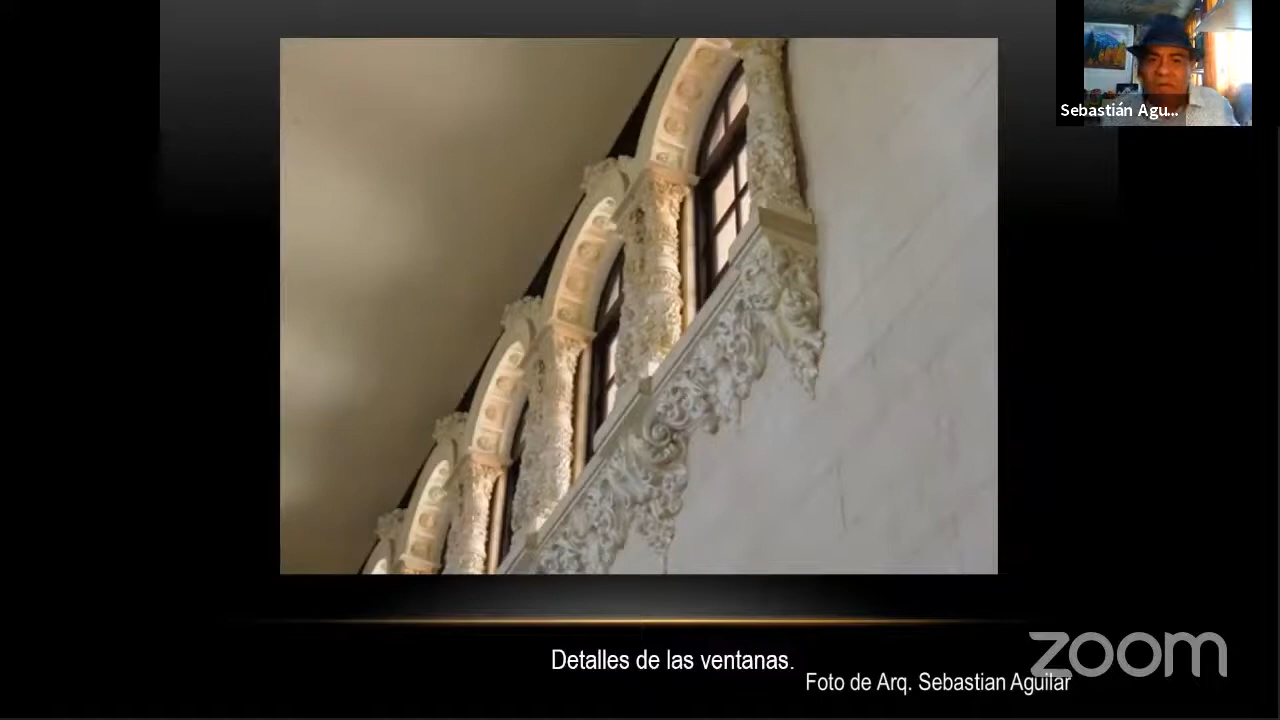 Sebastián Agu...
Detalles de las ventanas.
Foto de Arq. Sebastian Aguilar
zoom